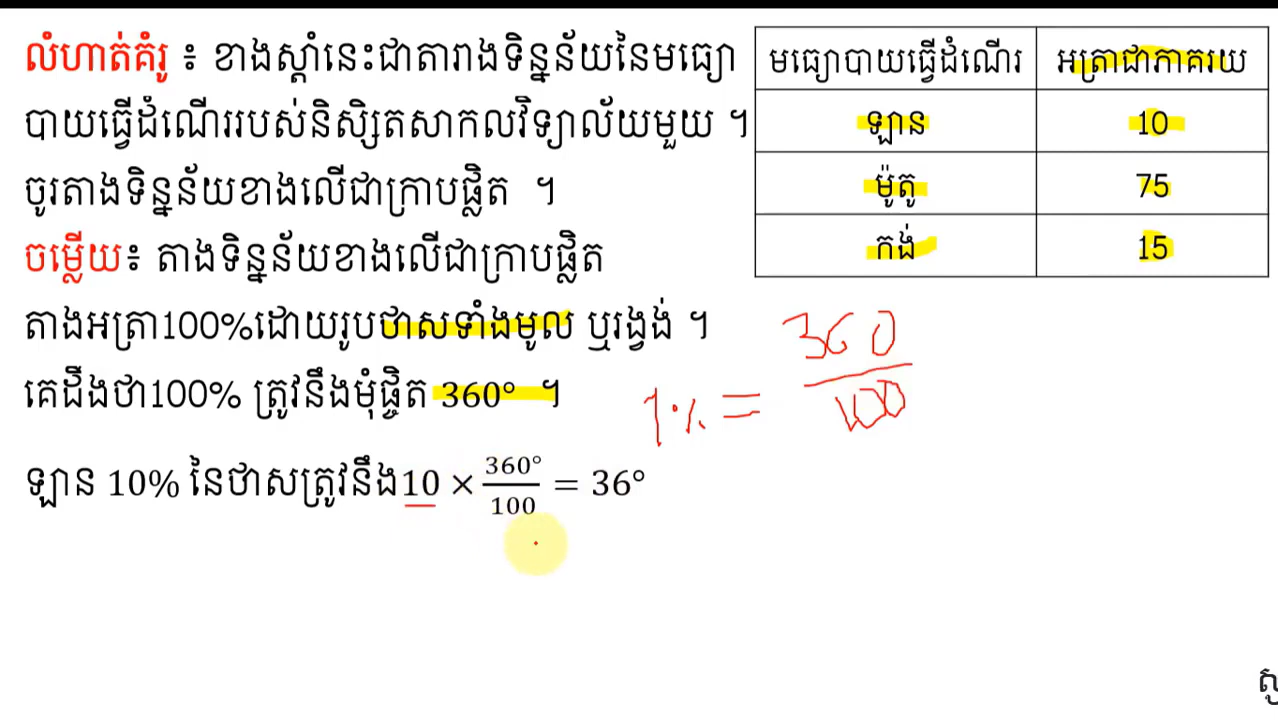 លំហាត់គំរូ ៖ ខាងស្តាំនេះជាតារាងទិន្នន័យនៃមធ្យោ
បាយធ្វើដំណើររបស់និស្សិតសាកលវិទ្យាល័យមួយ ។
ចូរតាងទិន្នន័យខាងលើជាក្រាបផ្លិត ។
ចម្លើយ៖ តាងទិន្នន័យខាងលើជាក្រាបផ្លិត
តាងអត្រា100%ដោយរូបថាសទាំងមូល ឬរង្វង់ ។
គេដឹងថា100% ត្រូវនឹងមុំផ្ចិត 360° ។
ឡាន 10% នៃថាសត្រូវនឹង10 × 360°/100 = 36°
មធ្យោបាយធ្វើដំណើរ អត្រាជាភាគរយ
ឡាន 10
ម៉ូតូ 75
កង់ 15
1% = 360/100